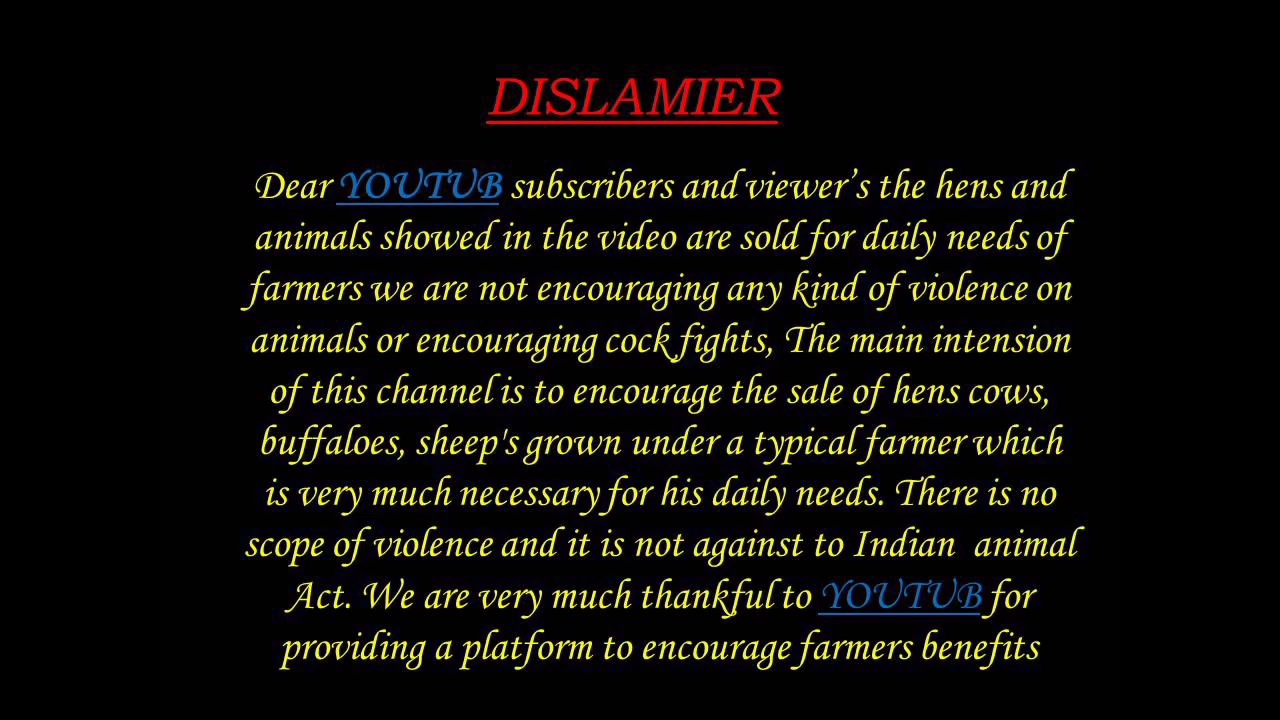 DISLAMIER
Dear YOUTUB subscribers and viewer’s the hens and
animals showed in the video are sold for daily needs of
farmers we are not encouraging any kind of violence on
animals or encouraging cock fights, The main intension
of this channel is to encourage the sale of hens cows,
buffaloes, sheep's grown under a typical farmer which
is very much necessary for his daily needs. There is no
scope of violence and it is not against to Indian  animal
Act. We are very much thankful to YOUTUB for
providing a platform to encourage farmers benefits